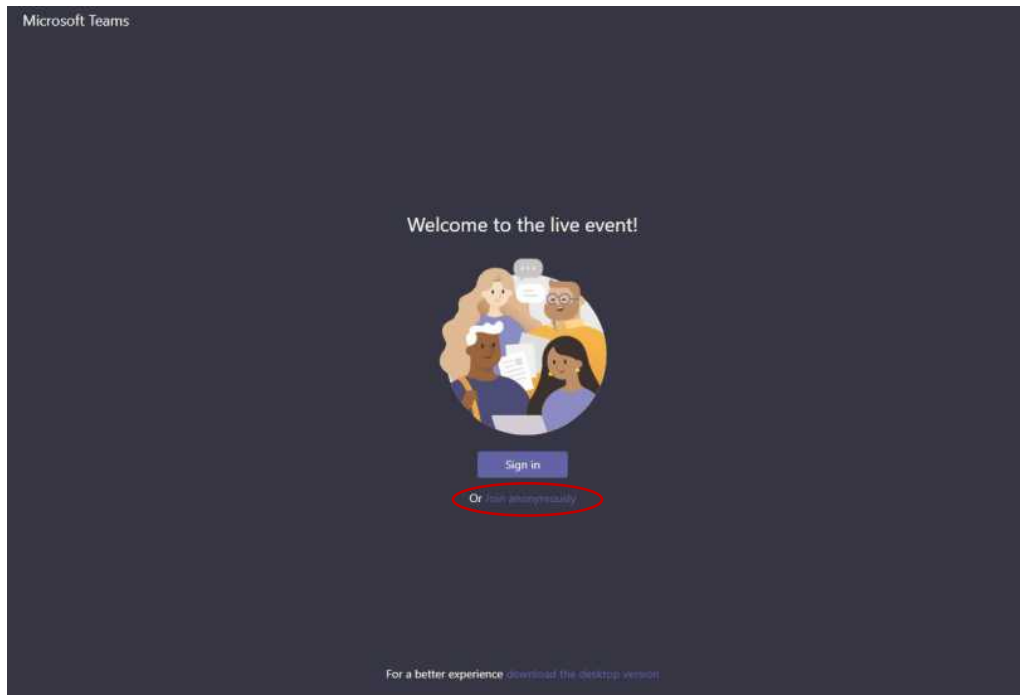 Microsoft Teams
Welcome to the live event!
Sign in
Or Join anonymously
For a better experience download the desktop version